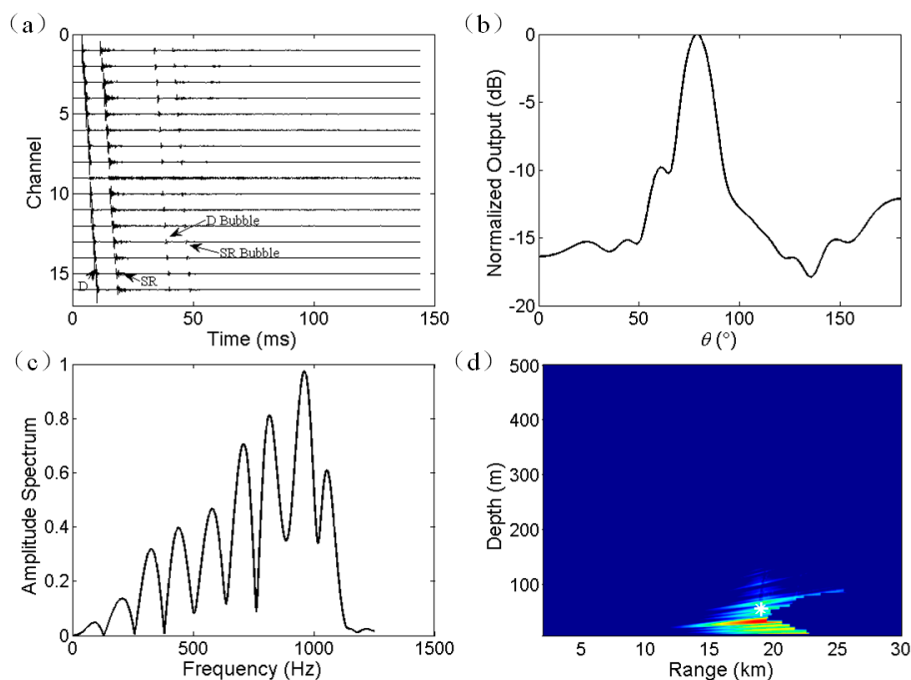 （a）
0
5
10
15
Channel
D
SR
D Bubble
SR Bubble
0 50 100 150
Time (ms)
（b）
0
-5
-10
-15
-20
Normalized Output (dB)
0 50 100 150
θ (°)
（c）
1
0.8
0.6
0.4
0.2
0
Amplitude Spectrum
0 500 1000 1500
Frequency (Hz)
（d）
500
400
300
200
100
Depth (m)
5 10 15 20 25 30
Range (km)